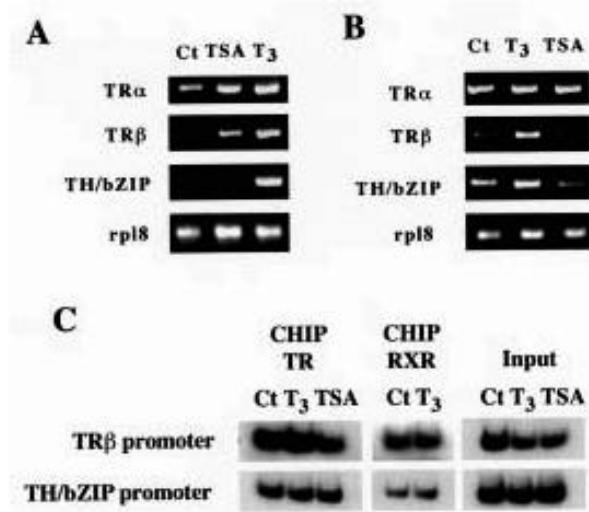 A
Ct TSA T3
TRα
TRβ
TH/bZIP
rpl8
B
Ct T3 TSA
TRα
TRβ
TH/bZIP
rpl8
C
CHIP TR
CHIP RXR
Input
Ct T3 TSA
Ct T3
Ct T3 TSA
TRβ promoter
TH/bZIP promoter